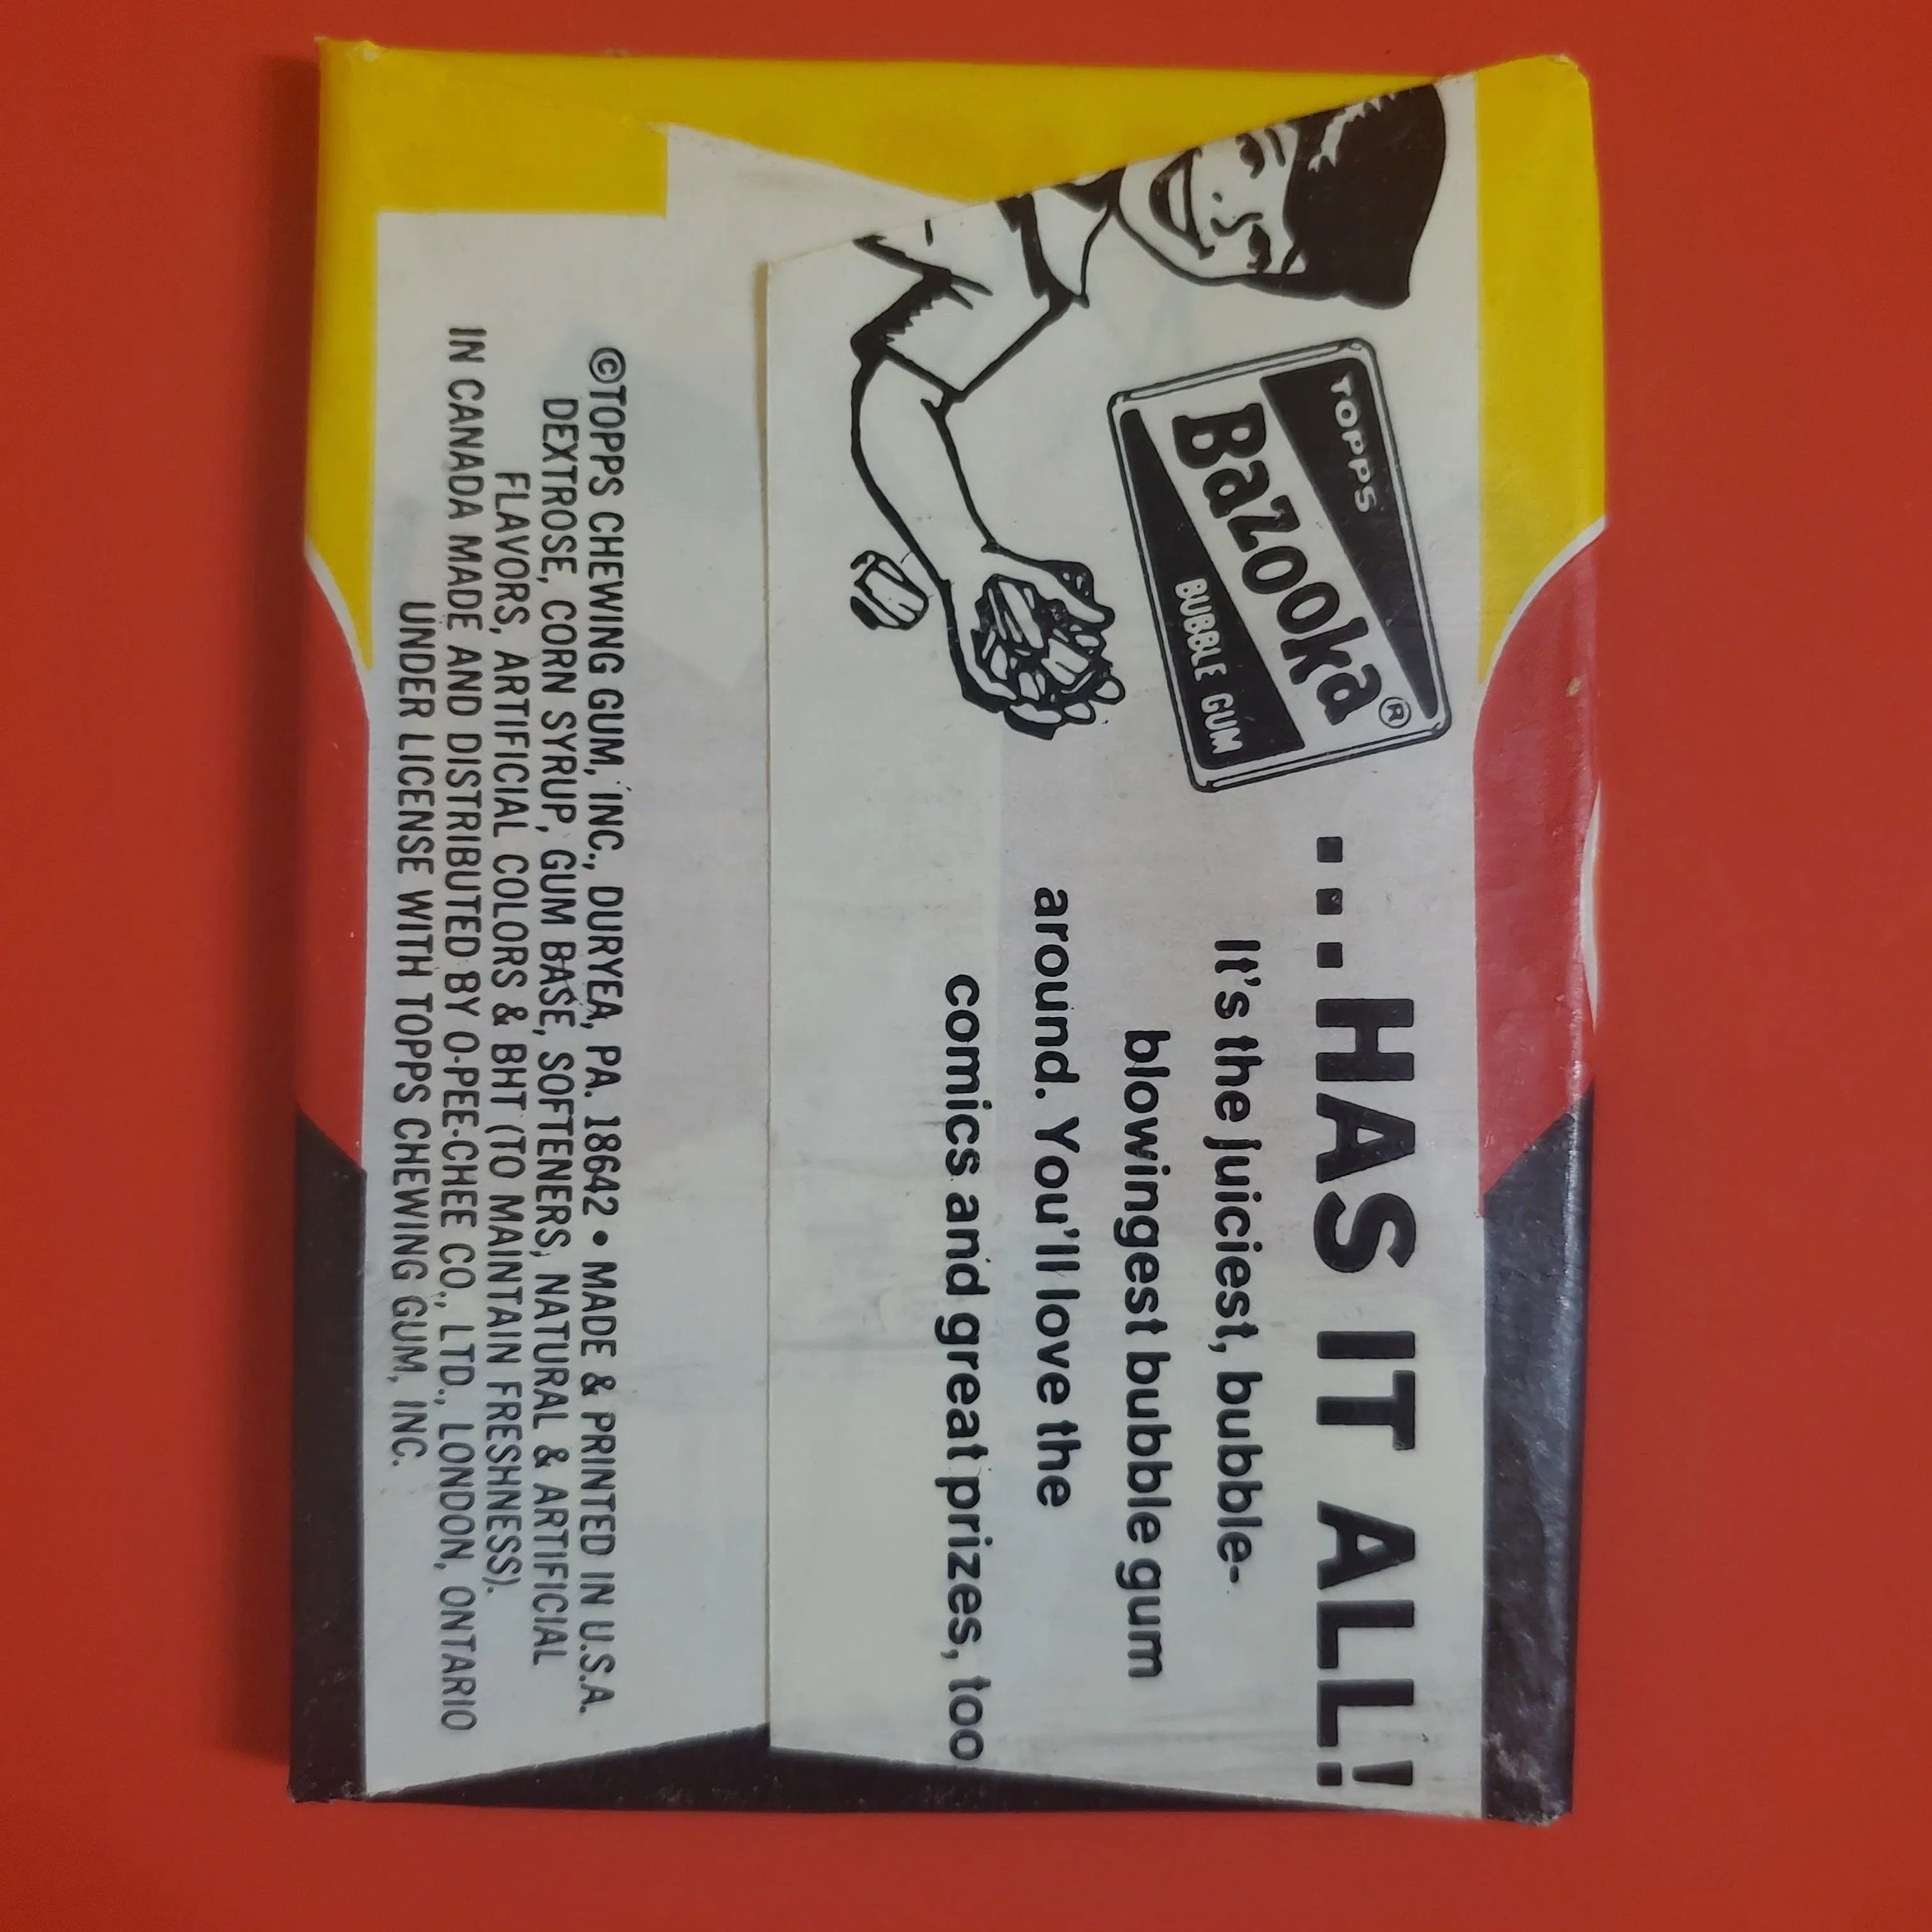 TOPPS
Bazooka®
BUBBLE GUM
...HAS IT ALL!
It's the juiciest, bubble-
blowingest bubble gum
around. You'll love the
comics and great prizes, too
©TOPPS CHEWING GUM, INC., DURYEA, PA. 18642 • MADE & PRINTED IN U.S.A.
DEXTROSE, CORN SYRUP, GUM BASE, SOFTENERS, NATURAL & ARTIFICIAL
FLAVORS, ARTIFICIAL COLORS & BHT (TO MAINTAIN FRESHNESS).
IN CANADA MADE AND DISTRIBUTED BY O-PEE-CHEE CO., LTD., LONDON, ONTARIO
UNDER LICENSE WITH TOPPS CHEWING GUM, INC.